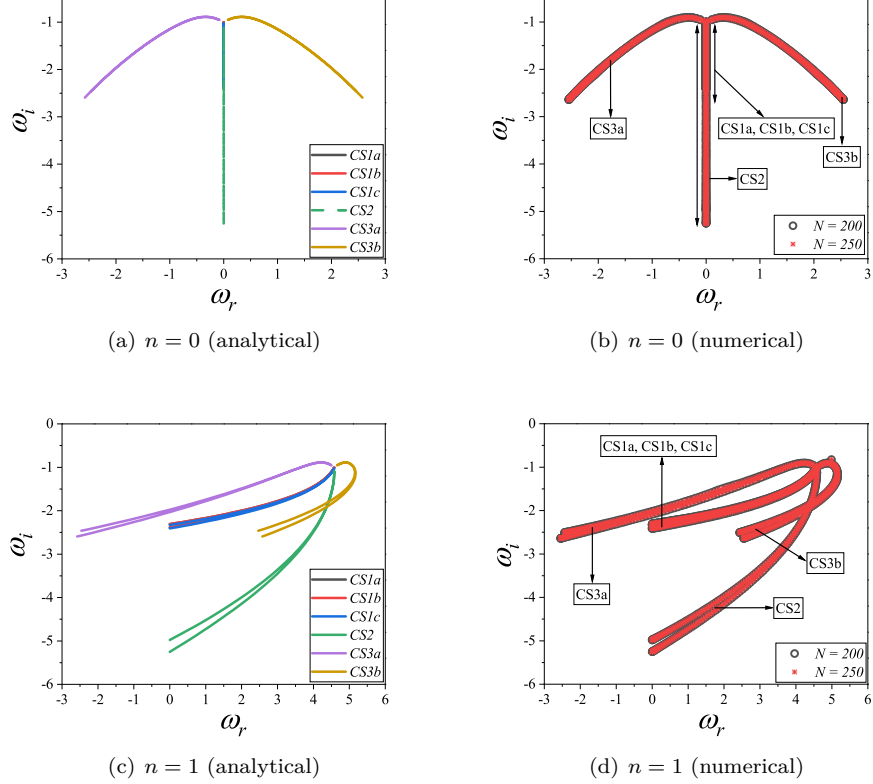 -1
-2
-3
-4
-5
-6
ω_i
-3 -2 -1 0 1 2 3
ω_r
CS1a
CS1b
CS1c
CS2
CS3a
CS3b
(a) n = 0 (analytical)
-1
-2
-3
-4
-5
-6
ω_i
-3 -2 -1 0 1 2 3
ω_r
CS3a
CS1a, CS1b, CS1c
CS3b
CS2
N = 200
N = 250
(b) n = 0 (numerical)
0
-1
-2
-3
-4
-5
-6
ω_i
-3 -2 -1 0 1 2 3 4 5 6
ω_r
CS1a
CS1b
CS1c
CS2
CS3a
CS3b
(c) n = 1 (analytical)
0
-1
-2
-3
-4
-5
-6
ω_i
-3 -2 -1 0 1 2 3 4 5 6
ω_r
CS1a, CS1b, CS1c
CS3b
CS3a
CS2
N = 200
N = 250
(d) n = 1 (numerical)